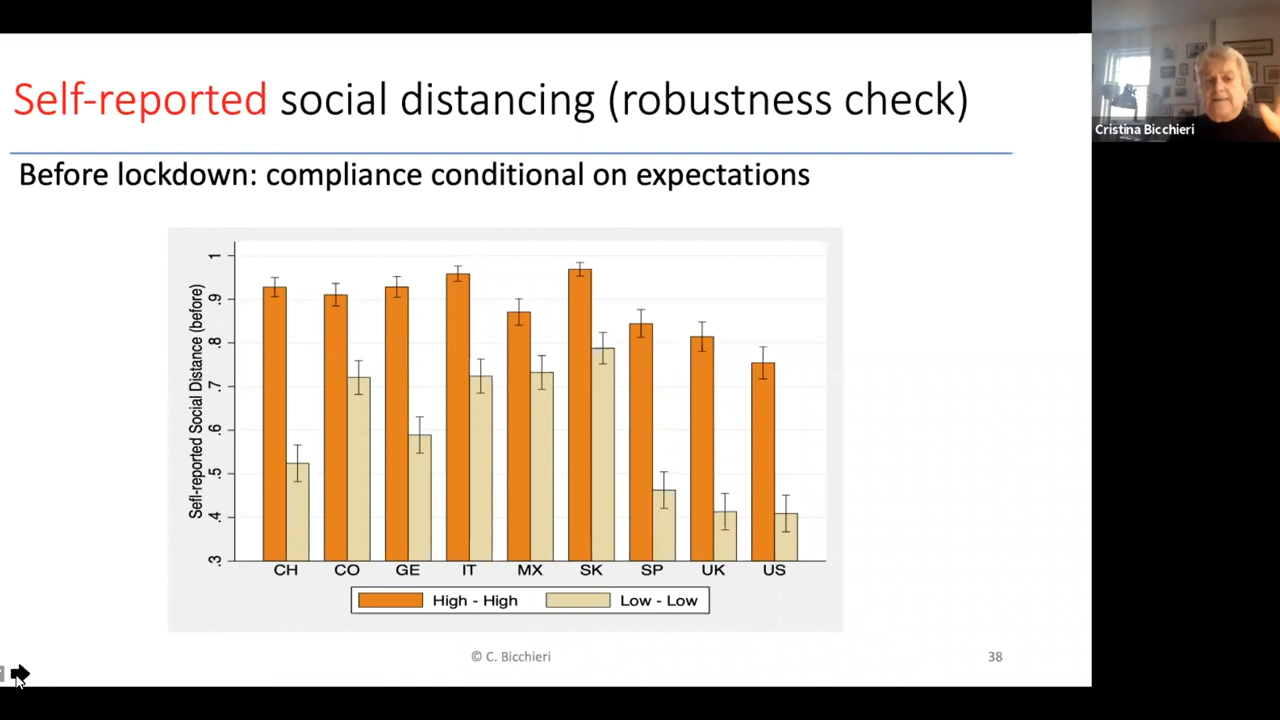 Self-reported social distancing (robustness check)
Cristina Bicchieri
Before lockdown: compliance conditional on expectations
Sefl-reported Social Distance (before)
1
.9
.8
.7
.6
.5
.4
.3
CH CO GE IT MX SK SP UK US
High - High Low - Low
© C. Bicchieri 38